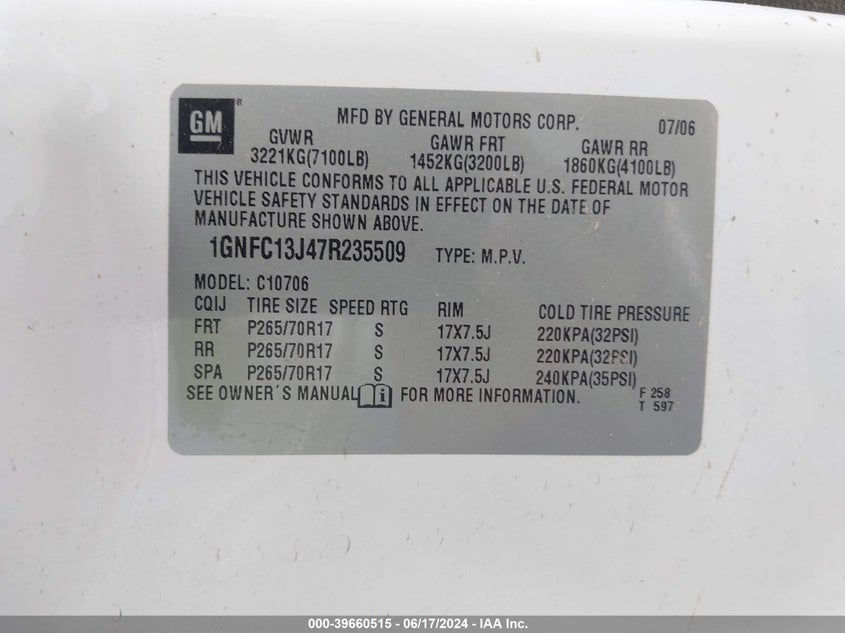 GM ®
MFD BY GENERAL MOTORS CORP. 07/06
GVWR GAWR FRT GAWR RR
3221KG(7100LB) 1452KG(3200LB) 1860KG(4100LB)
THIS VEHICLE CONFORMS TO ALL APPLICABLE U.S. FEDERAL MOTOR
VEHICLE SAFETY STANDARDS IN EFFECT ON THE DATE OF
MANUFACTURE SHOWN ABOVE.
1GNFC13J47R235509 TYPE: M.P.V.
MODEL: C10706
CQIJ TIRE SIZE SPEED RTG RIM COLD TIRE PRESSURE
FRT P265/70R17 S 17X7.5J 220KPA(32PSI)
RR P265/70R17 S 17X7.5J 220KPA(32PSI)
SPA P265/70R17 S 17X7.5J 240KPA(35PSI)
SEE OWNER´S MANUAL i FOR MORE INFORMATION.
F 258
T 597
000-39660515 - 06/17/2024 - IAA Inc.